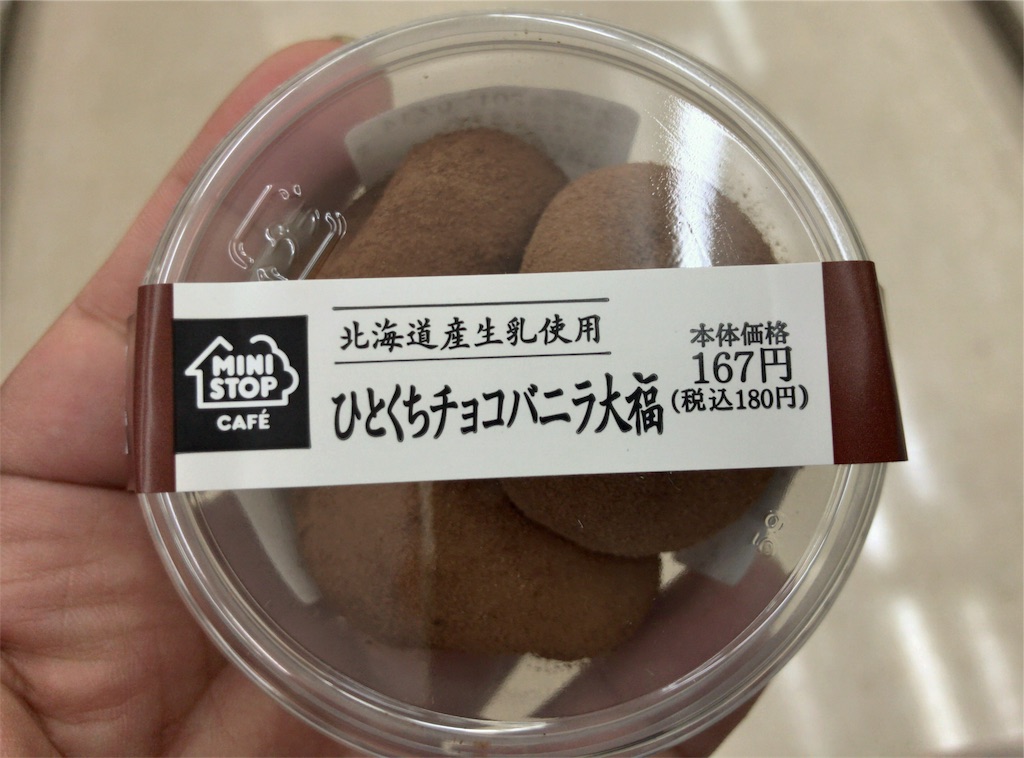 MINI
STOP
CAFÉ
北海道産生乳使用
ひとくちチョコバニラ大福
本体価格
167円
(税込180円)